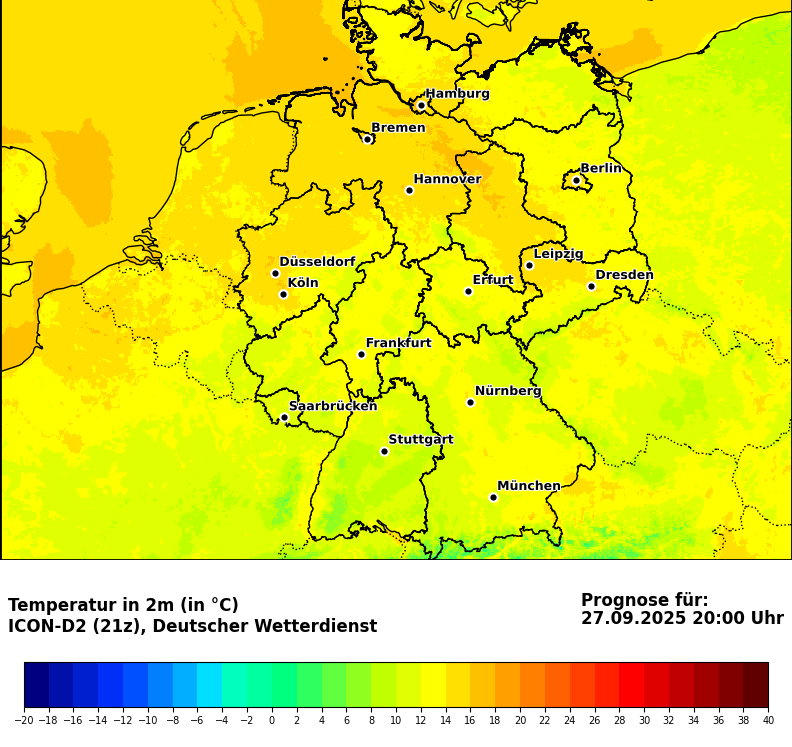 Hamburg
Bremen
Berlin
Hannover
Leipzig
Düsseldorf
Dresden
Köln
Erfurt
Frankfurt
Nürnberg
Saarbrücken
Stuttgart
München
Temperatur in 2m (in °C)
ICON-D2 (21z), Deutscher Wetterdienst
Prognose für:
27.09.2025 20:00 Uhr
−20 −18 −16 −14 −12 −10 −8 −6 −4 −2 0 2 4 6 8 10 12 14 16 18 20 22 24 26 28 30 32 34 36 38 40